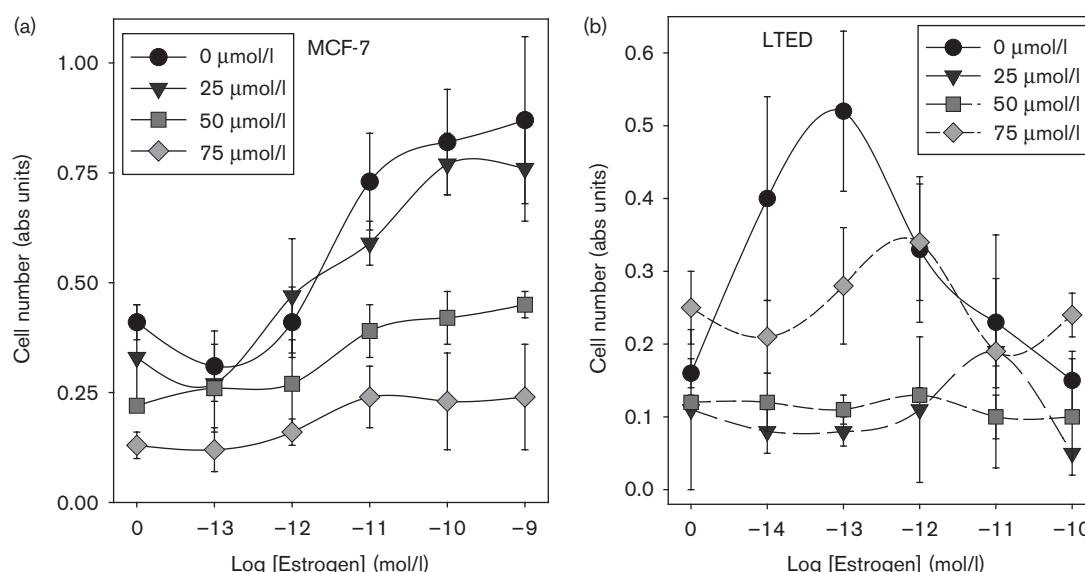 (a)
MCF-7
0 μmol/l
25 μmol/l
50 μmol/l
75 μmol/l
Cell number (abs units)
1.00
0.75
0.50
0.25
0.00
0 −13 −12 −11 −10 −9
Log [Estrogen] (mol/l)
(b)
LTED
0 μmol/l
25 μmol/l
50 μmol/l
75 μmol/l
Cell number (abs units)
0.6
0.5
0.4
0.3
0.2
0.1
0.0
0 −14 −13 −12 −11 −10
Log [Estrogen] (mol/l)